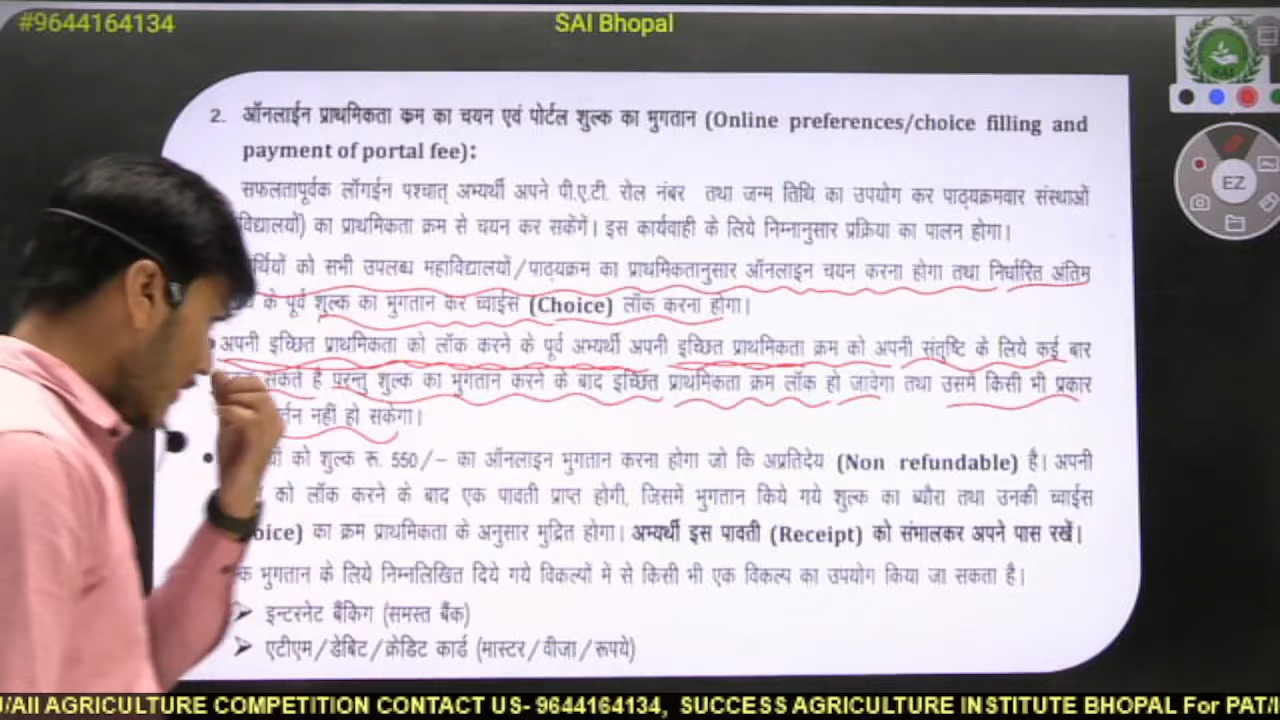 #9644164134
SAI Bhopal
SAI
EZ
2. ऑनलाईन प्राथमिकता क्रम का चयन एवं पोर्टल शुल्क का भुगतान (Online preferences/choice filling and
payment of portal fee):
सफलतापूर्वक लॉगईन पश्चात् अभ्यर्थी अपने पी.ए.टी. रोल नंबर तथा जन्म तिथि का उपयोग कर पाठ्यक्रमवार संस्थाओं
का प्राथमिकता क्रम से चयन कर सकेंगें। इस कार्यवाही के लिये निम्नानुसार प्रक्रिया का पालन होगा।
को सभी उपलब्ध महाविद्यालयों/पाठ्यक्रम का प्राथमिकतानुसार ऑनलाइन चयन करना होगा तथा निर्धारित अंतिम
के पूर्व शुल्क का भुगतान कर च्वाईस (Choice) लॉक करना होगा।
अपनी इच्छित प्राथमिकता को लॉक करने के पूर्व अभ्यर्थी अपनी इच्छित प्राथमिकता क्रम को अपनी संतुष्टि के लिये कई बार
सकते है परन्तु शुल्क का भुगतान करने के बाद इच्छित प्राथमिकता क्रम लॉक हो जावेगा तथा उसमे किसी भी प्रकार
नहीं हो सकेगा।
• को शुल्क रू. 550/– का ऑनलाइन भुगतान करना होगा जो कि अप्रतिदेय (Non refundable) है। अपनी
को लॉक करने के बाद एक पावती प्राप्त होगी, जिसमें भुगतान किये गये शुल्क का ब्यौरा तथा उनकी च्वाईस
oice) का क्रम प्राथमिकता के अनुसार मुद्रित होगा। अभ्यर्थी इस पावती (Receipt) को संभालकर अपने पास रखें।
भुगतान के लिये निम्नलिखित दिये गये विकल्पों में से किसी भी एक विकल्प का उपयोग किया जा सकता है।
➤ इन्टरनेट बैंकिग (समस्त बैंक)
➤ एटीएम/डेबिट/क्रेडिट कार्ड (मास्टर/वीजा/रूपये)
/All AGRICULTURE COMPETITION CONTACT US- 9644164134, SUCCESS AGRICULTURE INSTITUTE BHOPAL For PAT/